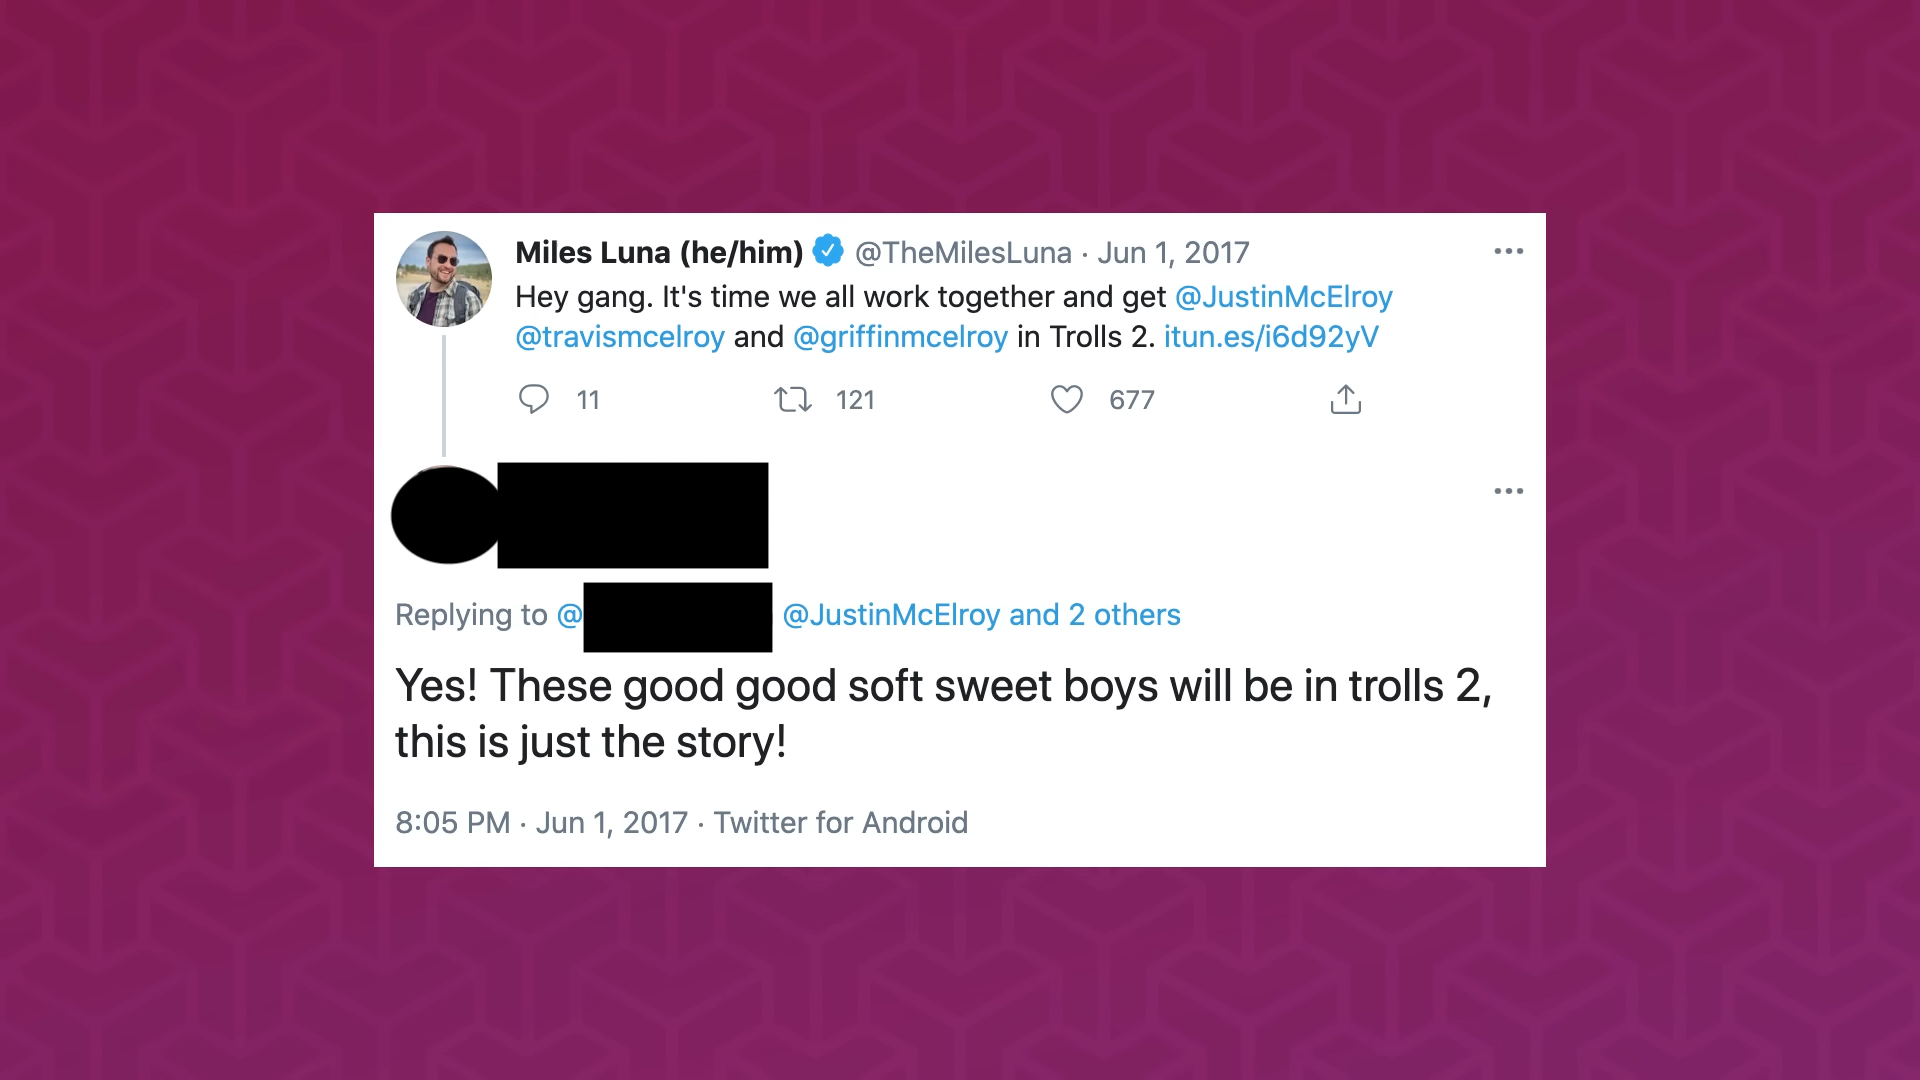 Miles Luna (he/him) @TheMilesLuna · Jun 1, 2017
Hey gang. It's time we all work together and get @JustinMcElroy
@travismcelroy and @griffinmcelroy in Trolls 2. itun.es/i6d92yV
11 121 677
Replying to @ @JustinMcElroy and 2 others
Yes! These good good soft sweet boys will be in trolls 2,
this is just the story!
8:05 PM · Jun 1, 2017 · Twitter for Android